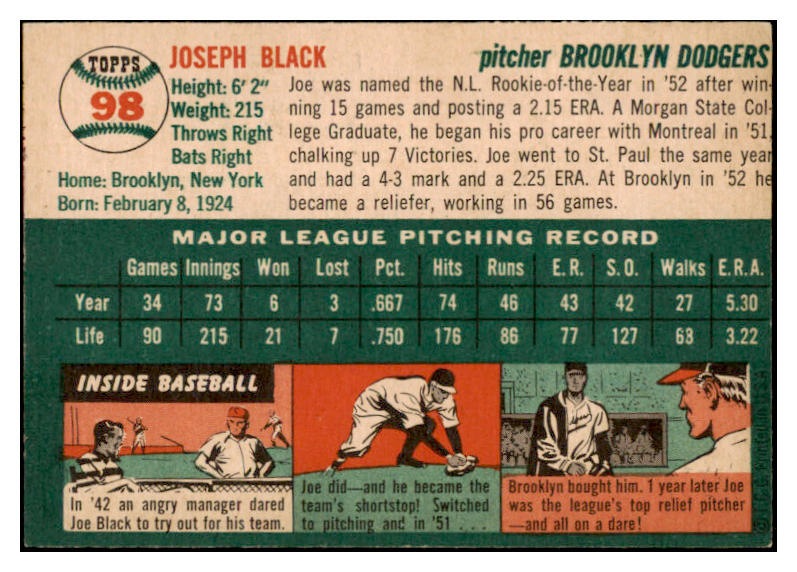 TOPPS
98
JOSEPH BLACK
pitcher BROOKLYN DODGERS
Height: 6' 2"
Weight: 215
Throws Right
Bats Right
Home: Brooklyn, New York
Born: February 8, 1924
Joe was named the N.L. Rookie-of-the-Year in '52 after win-
ning 15 games and posting a 2.15 ERA. A Morgan State Col-
lege Graduate, he began his pro career with Montreal in '51,
chalking up 7 Victories. Joe went to St. Paul the same year
and had a 4-3 mark and a 2.25 ERA. At Brooklyn in '52 he
became a reliefer, working in 56 games.
MAJOR LEAGUE PITCHING RECORD
Games Innings Won Lost Pct. Hits Runs E.R. S.O. Walks E.R.A.
Year 34 73 6 3 .667 74 46 43 42 27 5.30
Life 90 215 21 7 .750 176 86 77 127 68 3.22
INSIDE BASEBALL
In '42 an angry manager dared
Joe Black to try out for his team.
Joe did—and he became the
team's shortstop! Switched
to pitching and in '51 . . .
Brooklyn bought him. 1 year later Joe
was the league's top relief pitcher
—and all on a dare!
© T.C.G. Printed in U.S.A.